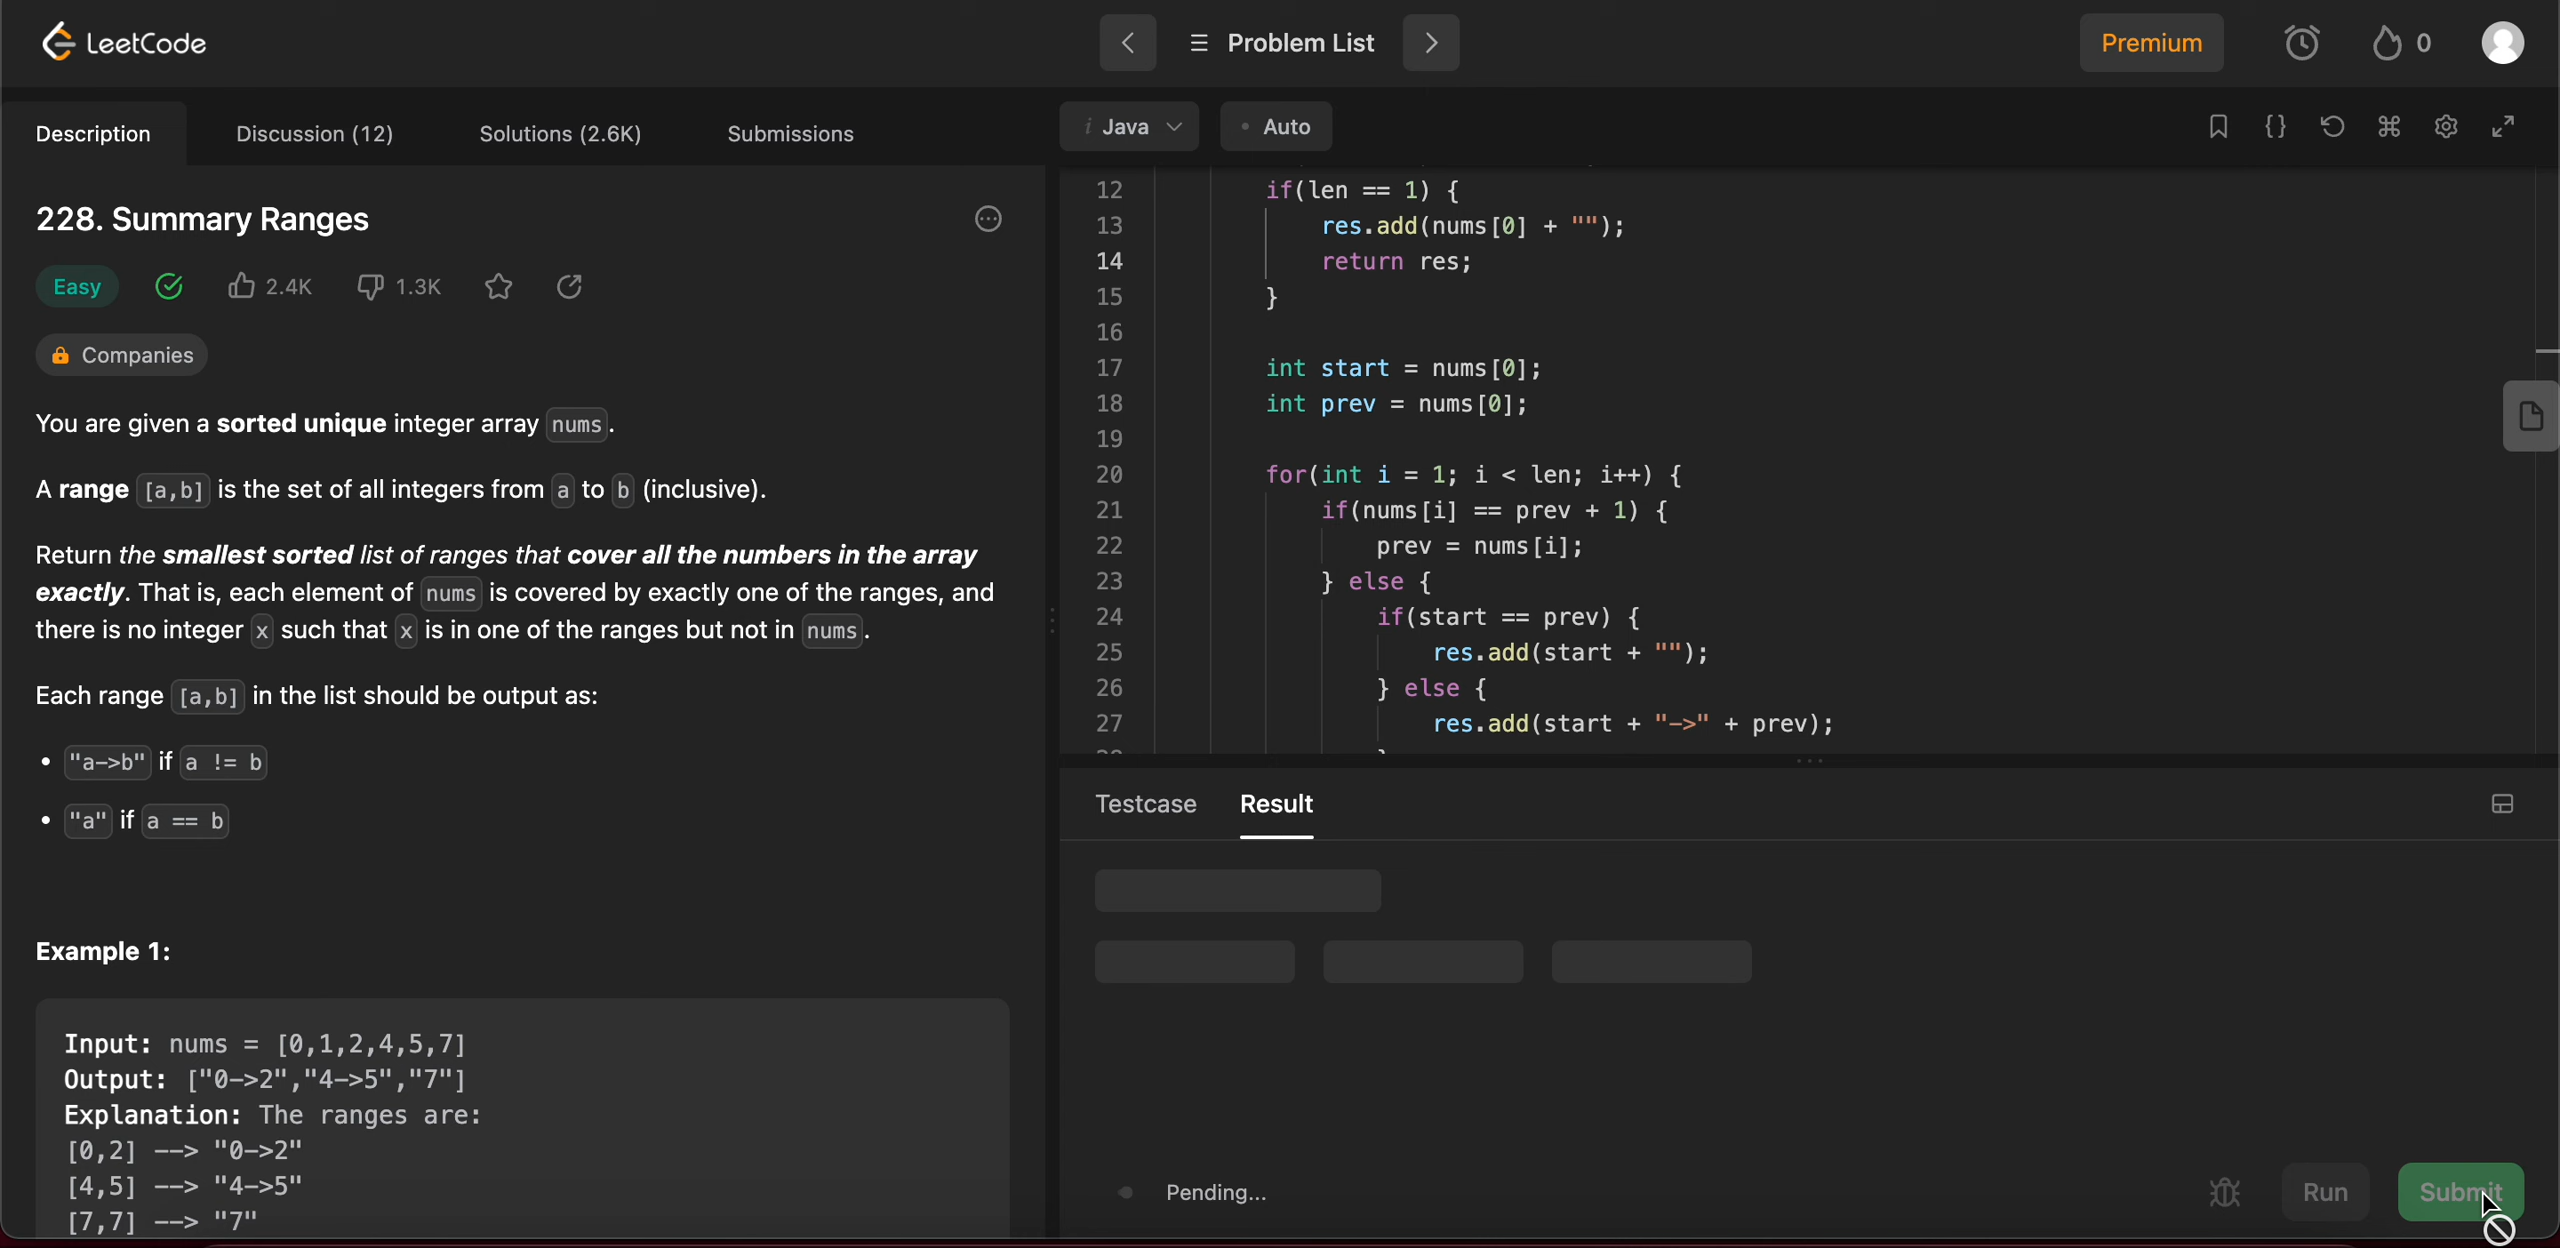 LeetCode
Problem List
Premium
0
Description
Discussion (12)
Solutions (2.6K)
Submissions
i Java
Auto
228. Summary Ranges
Easy
2.4K
1.3K
Companies
You are given a sorted unique integer array nums.
A range [a,b] is the set of all integers from a to b (inclusive).
Return the smallest sorted list of ranges that cover all the numbers in the array
exactly. That is, each element of nums is covered by exactly one of the ranges, and
there is no integer x such that x is in one of the ranges but not in nums.
Each range [a,b] in the list should be output as:
• "a->b" if a != b
• "a" if a == b
Example 1:
Input: nums = [0,1,2,4,5,7]
Output: ["0->2","4->5","7"]
Explanation: The ranges are:
[0,2] --> "0->2"
[4,5] --> "4->5"
[7,7] --> "7"
12 if(len == 1) {
13 res.add(nums[0] + "");
14 return res;
15 }
16
17 int start = nums[0];
18 int prev = nums[0];
19
20 for(int i = 1; i < len; i++) {
21 if(nums[i] == prev + 1) {
22 prev = nums[i];
23 } else {
24 if(start == prev) {
25 res.add(start + "");
26 } else {
27 res.add(start + "->" + prev);
Testcase
Result
Pending...
Run
Submit